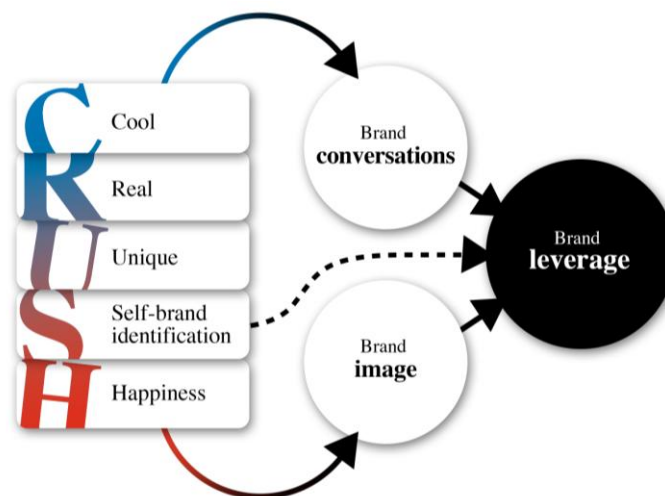 C
Cool
R
Real
U
Unique
S
Self-brand
identification
H
Happiness
Brand
conversations
Brand
image
Brand
leverage